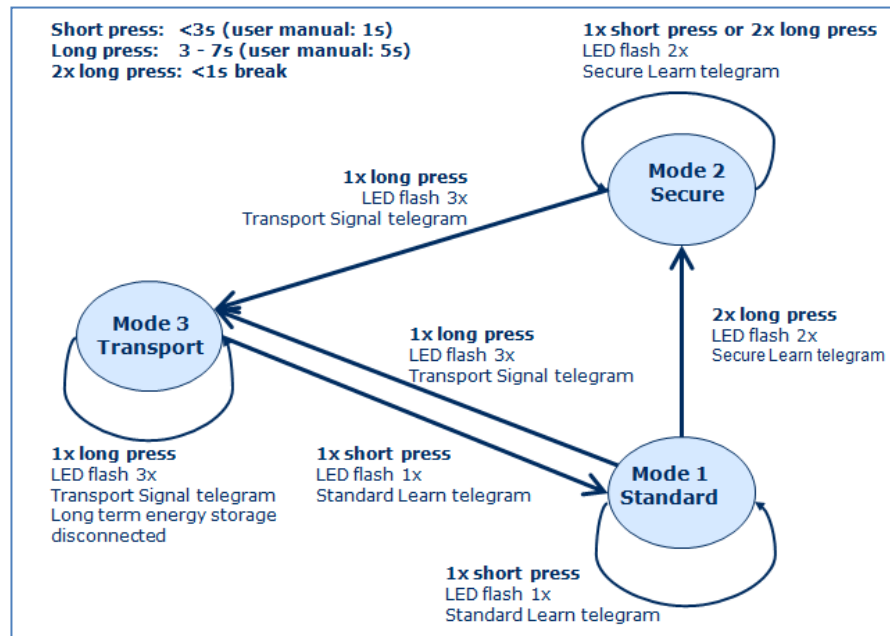 Short press: <3s (user manual: 1s)
Long press: 3 - 7s (user manual: 5s)
2x long press: <1s break
1x short press or 2x long press
LED flash 2x
Secure Learn telegram
Mode 2
Secure
1x long press
LED flash 3x
Transport Signal telegram
Mode 3
Transport
2x long press
LED flash 2x
Secure Learn telegram
1x long press
LED flash 3x
Transport Signal telegram
1x long press
LED flash 3x
Transport Signal telegram
Long term energy storage
disconnected
1x short press
LED flash 1x
Standard Learn telegram
Mode 1
Standard
1x short press
LED flash 1x
Standard Learn telegram